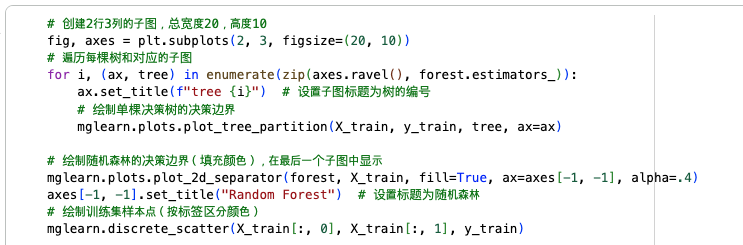 # 创建2行3列的子图，总宽度20，高度10
fig, axes = plt.subplots(2, 3, figsize=(20, 10))
# 遍历每棵树和对应的子图
for i, (ax, tree) in enumerate(zip(axes.ravel(), forest.estimators_)):
    ax.set_title(f"tree {i}")  # 设置子图标题为树的编号
    # 绘制单棵决策树的决策边界
    mglearn.plots.plot_tree_partition(X_train, y_train, tree, ax=ax)
# 绘制随机森林的决策边界（填充颜色），在最后一个子图中显示
mglearn.plots.plot_2d_separator(forest, X_train, fill=True, ax=axes[-1, -1], alpha=.4)
axes[-1, -1].set_title("Random Forest")  # 设置标题为随机森林
# 绘制训练集样本点（按标签区分颜色）
mglearn.discrete_scatter(X_train[:, 0], X_train[:, 1], y_train)